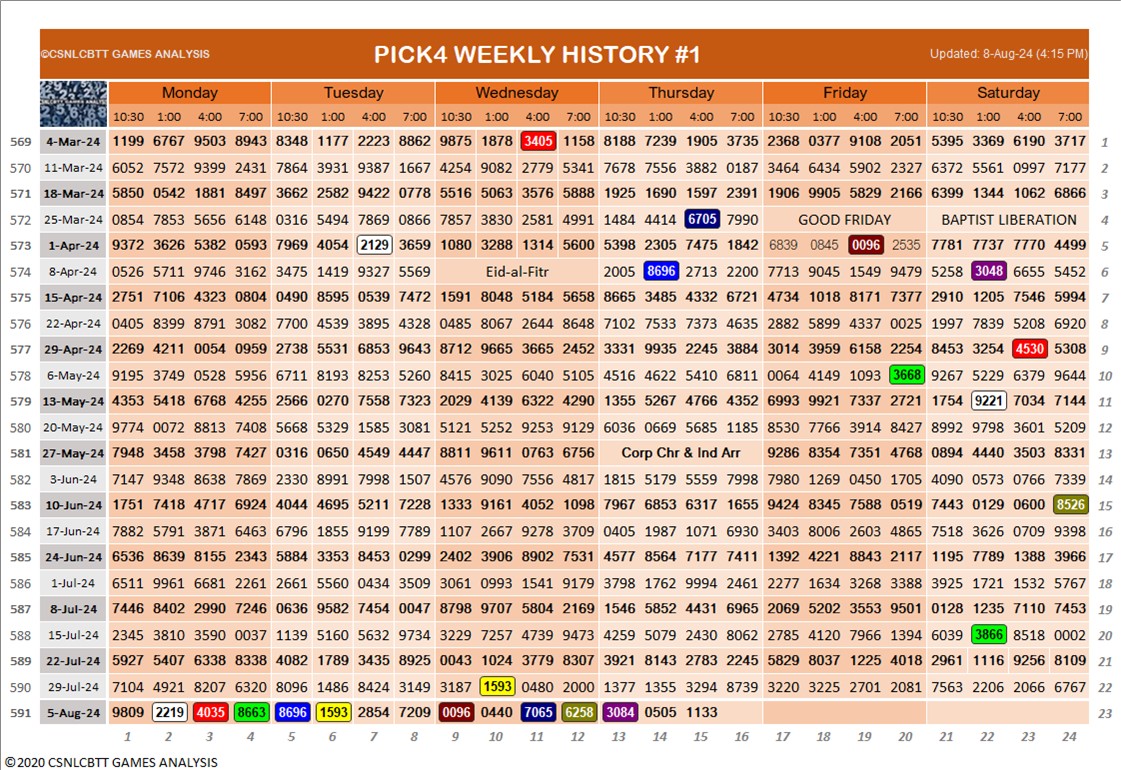 ©CSNLCBTT GAMES ANALYSIS PICK4 WEEKLY HISTORY #1 Updated: 8-Aug-24 (4:15 PM)
Monday Tuesday Wednesday Thursday Friday Saturday
10:30 1:00 4:00 7:00 10:30 1:00 4:00 7:00 10:30 1:00 4:00 7:00 10:30 1:00 4:00 7:00 10:30 1:00 4:00 7:00 10:30 1:00 4:00 7:00
569 4-Mar-24 1199 6767 9503 8943 8348 1177 2223 8862 9875 1878 3405 1158 8188 7239 1905 3735 2368 0377 9108 2051 5395 3369 6190 3717 1
570 11-Mar-24 6052 7572 9399 2431 7864 3931 9387 1667 4254 9082 2779 5341 7678 7556 3882 0187 3464 6434 5902 2327 6372 5561 0997 7177 2
571 18-Mar-24 5850 0542 1881 8497 3662 2582 9422 0778 5516 5063 3576 5888 1925 1690 1597 2391 1906 9905 5829 2166 6399 1344 1062 6866 3
572 25-Mar-24 0854 7853 5656 6148 0316 5494 7869 0866 7857 3830 2581 4991 1484 4414 6705 7990 GOOD FRIDAY BAPTIST LIBERATION 4
573 1-Apr-24 9372 3626 5382 0593 7969 4054 2129 3659 1080 3288 1314 5600 5398 2305 7475 1842 6839 0845 0096 2535 7781 7737 7770 4499 5
574 8-Apr-24 0526 5711 9746 3162 3475 1419 9327 5569 Eid-al-Fitr 2005 8696 2713 2200 7713 9045 1549 9479 5258 3048 6655 5452 6
575 15-Apr-24 2751 7106 4323 0804 0490 8595 0539 7472 1591 8048 5184 5658 8665 3485 4332 6721 4734 1018 8171 7377 2910 1205 7546 5994 7
576 22-Apr-24 0405 8399 8791 3082 7700 4539 3895 4328 0485 8067 2644 8648 7102 7533 7373 4635 2882 5899 4337 0025 1997 7839 5208 6920 8
577 29-Apr-24 2269 4211 0054 0959 2738 5531 6853 9643 8712 9665 3665 2452 3331 9935 2245 3884 3014 3959 6158 2254 8453 3254 4530 5308 9
578 6-May-24 9195 3749 0528 5956 6711 8135 8253 5260 8415 3025 6040 5105 4516 4622 5410 6811 0064 4149 1093 3668 9267 5229 6379 9644 10
579 13-May-24 4353 5418 6768 4255 2566 0270 7558 7323 2029 4139 6322 4290 1355 5267 4766 4352 6993 9921 7337 2721 1754 9221 7034 7144 11
580 20-May-24 9774 0072 8813 7408 5668 5329 1585 3081 5121 5252 9253 9129 6036 0669 5685 1185 8530 7766 3914 8427 8992 9798 3601 5209 12
581 27-May-24 7948 3458 3798 7427 0316 0650 4549 4447 8811 9611 0763 6756 Corp Chr & Ind Arr 9286 8354 7351 4768 0894 4440 3503 8331 13
582 3-Jun-24 7147 9348 8638 7869 2330 8991 7998 1507 4576 9090 7556 4817 1815 5179 5559 7998 7980 1269 0450 1705 4090 0573 0766 7339 14
583 10-Jun-24 1751 7418 4717 6924 4044 4695 5211 7228 1333 9161 4052 1098 7967 6853 6317 1655 9424 8345 7588 0519 7443 0129 0600 8526 15
584 17-Jun-24 7882 5791 3871 6463 6796 1855 9199 7789 1107 2667 9278 3709 0405 1987 1071 6930 3403 8006 2603 4865 7518 3626 0709 9398 16
585 24-Jun-24 6536 8639 8155 2343 5884 3353 8453 0299 2402 3906 8902 7531 4577 8564 7177 7411 1392 4221 8843 2117 1195 7789 1388 3966 17
586 1-Jul-24 6511 9961 6681 2261 2661 5560 0434 3509 3061 0993 1541 9179 3798 1762 9994 2461 2277 1634 3268 3388 3925 1721 1532 5767 18
587 8-Jul-24 7446 8402 2990 7246 0636 9582 7454 0047 8798 9707 5804 2169 1546 5852 4431 6965 2069 5202 3553 9501 0128 1235 7110 7453 19
588 15-Jul-24 2345 3810 3590 0037 1139 5160 5632 9734 3229 7257 4739 9473 4259 5079 2430 8062 2785 4120 7966 1394 6039 3866 8518 0002 20
589 22-Jul-24 5927 5407 6338 8338 4082 1789 3435 8925 0043 1024 3779 8307 3921 8143 2783 2245 5829 8037 1225 4018 2961 1116 9256 8109 21
590 29-Jul-24 7104 4921 8207 6320 8096 1486 8424 3149 3187 1593 0480 2000 1377 1355 3294 8739 3220 3225 2701 2081 7563 2206 2066 6767 22
591 5-Aug-24 9809 2219 4035 8663 8696 1593 2854 7209 0096 0440 7065 6258 3084 0505 1133 23
1 2 3 4 5 6 7 8 9 10 11 12 13 14 15 16 17 18 19 20 21 22 23 24
©2020 CSNLCBTT GAMES ANALYSIS